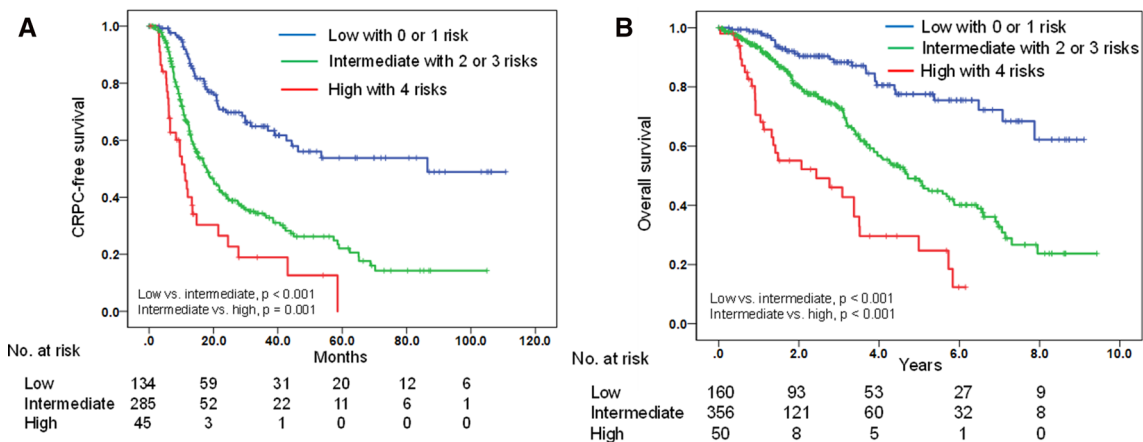 A
CRPC-free survival
1.0
0.8
0.6
0.4
0.2
0.0
Low with 0 or 1 risk
Intermediate with 2 or 3 risks
High with 4 risks
Low vs. intermediate, p < 0.001
Intermediate vs. high, p = 0.001
.0 20.0 40.0 60.0 80.0 100.0 120.0
Months
No. at risk
Low 134 59 31 20 12 6
Intermediate 285 52 22 11 6 1
High 45 3 1 0 0 0
B
Overall survival
1.0
0.8
0.6
0.4
0.2
0.0
Low with 0 or 1 risk
Intermediate with 2 or 3 risks
High with 4 risks
Low vs. intermediate, p < 0.001
Intermediate vs. high, p < 0.001
.0 2.0 4.0 6.0 8.0 10.0
Years
No. at risk
Low 160 93 53 27 9
Intermediate 356 121 60 32 8
High 50 8 5 1 0